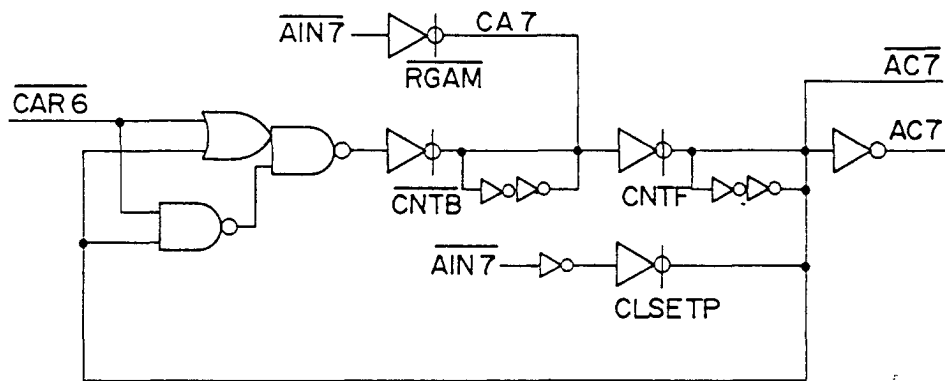 AIN7
CA7
RGAM
AC7
CAR6
AC7
CNTB
CNTF
AIN7
CLSETP